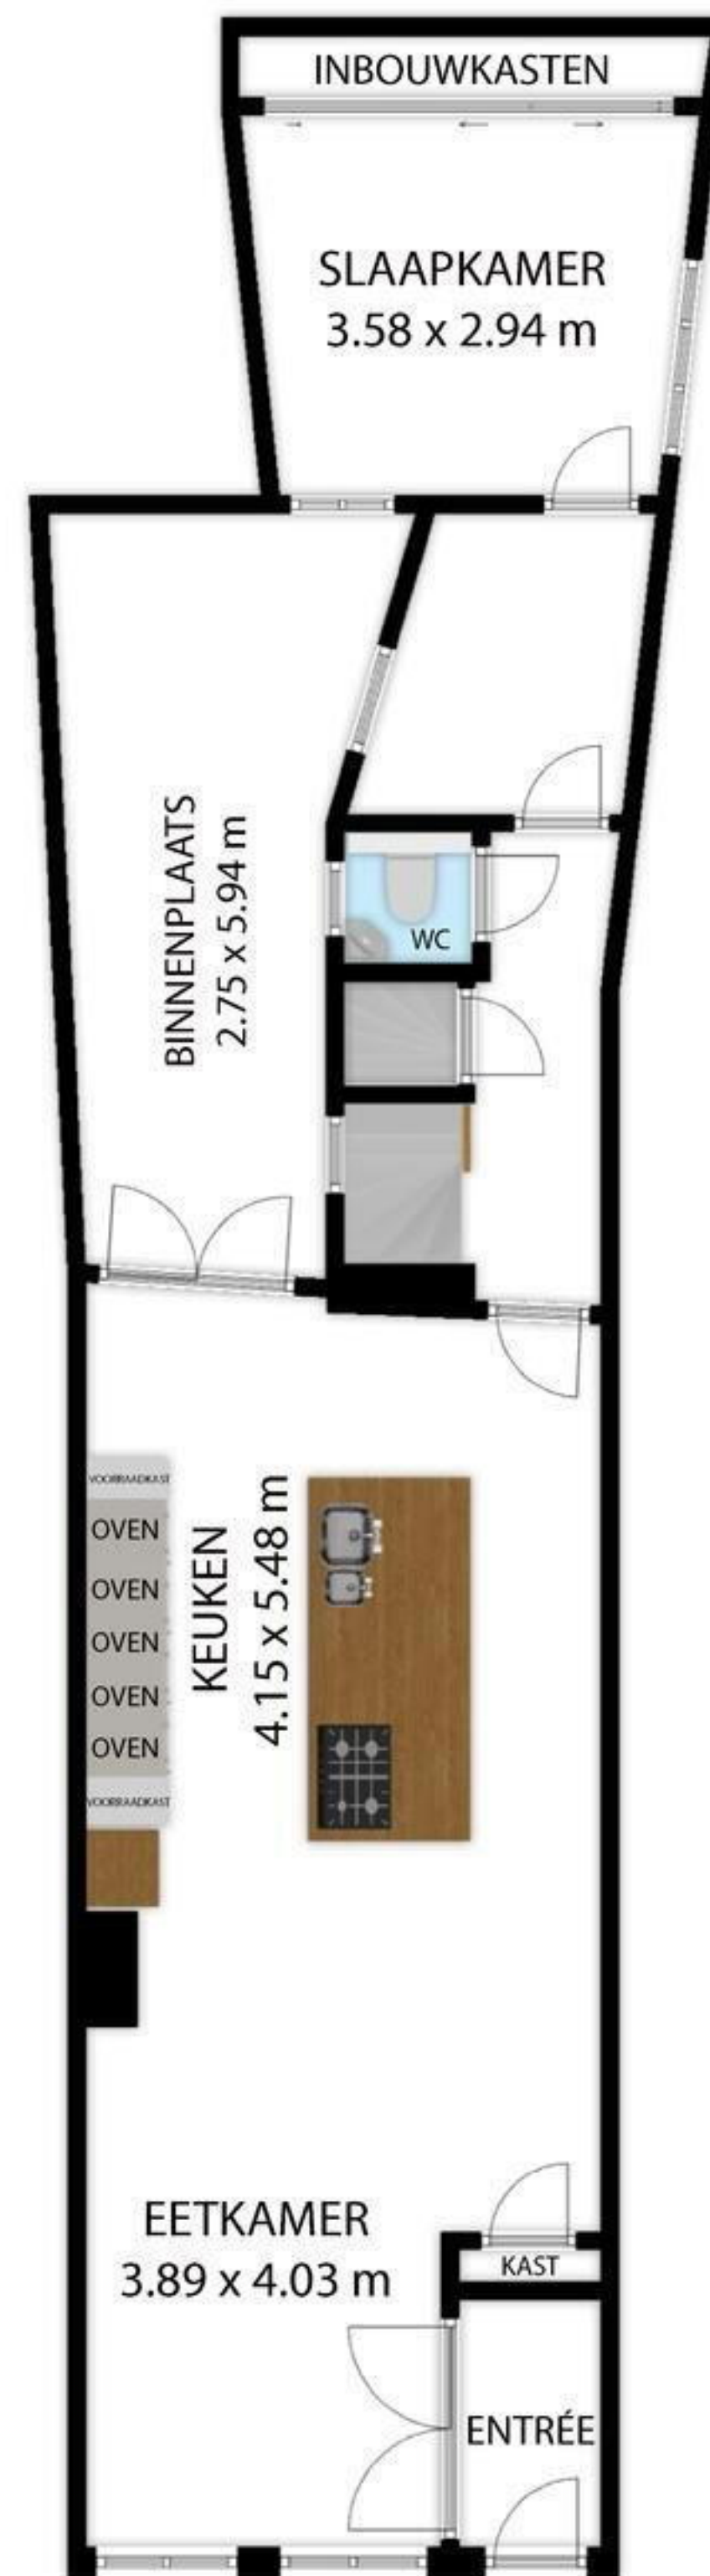 INBOUWKASTEN
SLAAPKAMER
3.58 x 2.94 m
BINNENPLAATS
2.75 x 5.94 m
WC
VOORRAADKAST
OVEN
OVEN
OVEN
OVEN
OVEN
VOORRAADKAST
KEUKEN
4.15 x 5.48 m
EETKAMER
3.89 x 4.03 m
KAST
ENTRÉE